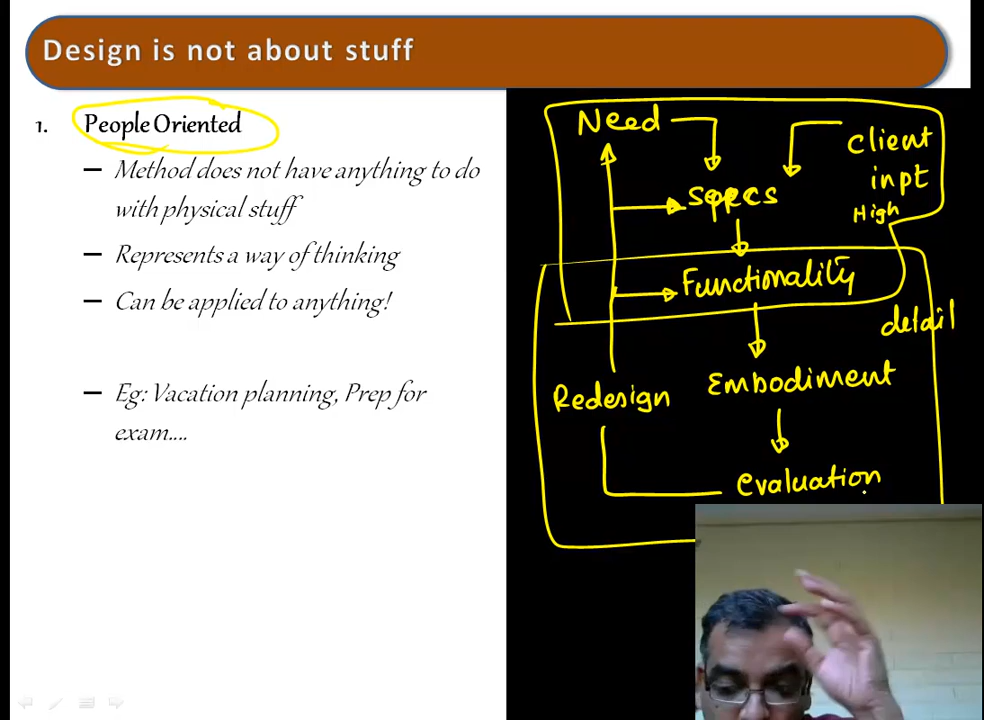 Design is not about stuff
1. People Oriented
– Method does not have anything to do
with physical stuff
– Represents a way of thinking
– Can be applied to anything!
– Eg: Vacation planning, Prep for
exam....
Need
client
inpt
High
specs
Functionality
detail
Embodiment
Redesign
evaluation